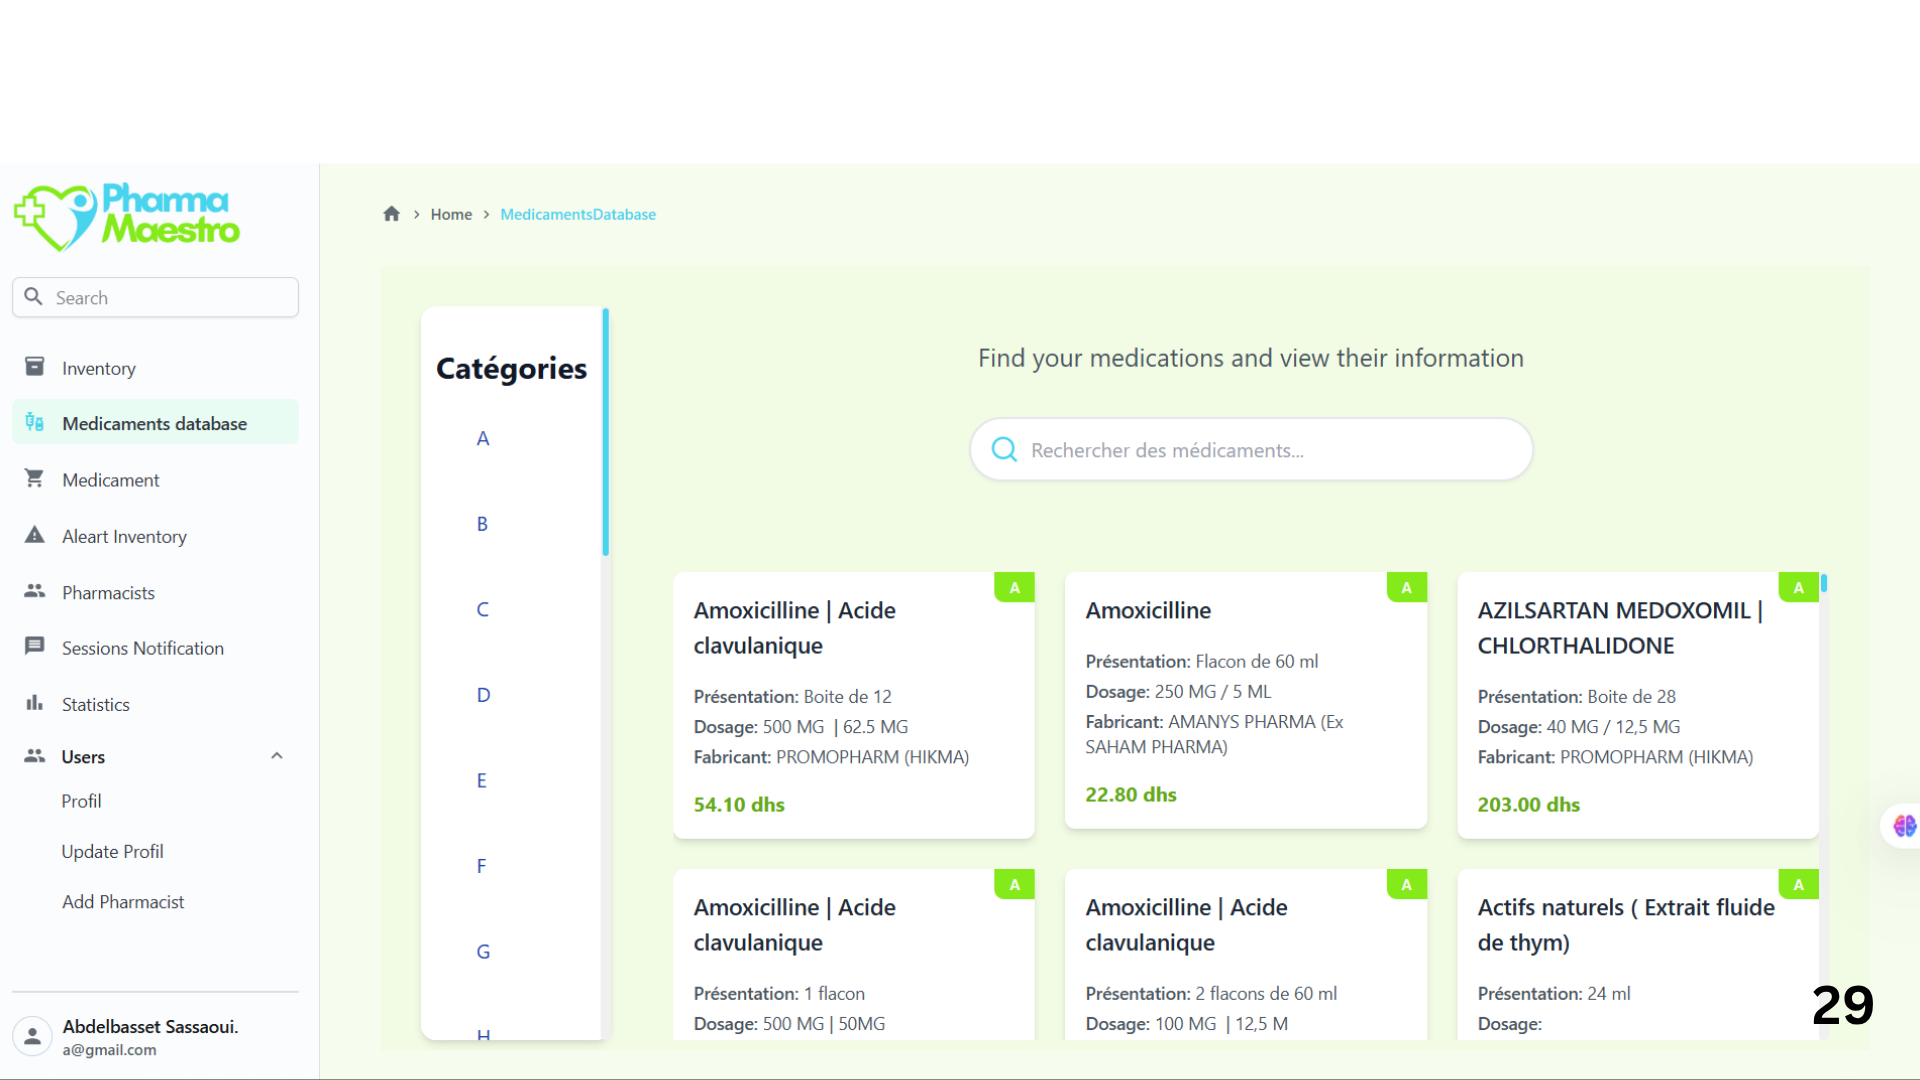 Pharma
Maestro
Search
Inventory
Medicaments database
Medicament
Aleart Inventory
Pharmacists
Sessions Notification
Statistics
Users
Profil
Update Profil
Add Pharmacist
Abdelbasset Sassaoui.
a@gmail.com
Home
MedicamentsDatabase
Catégories
A
B
C
D
E
F
G
H
Find your medications and view their information
Rechercher des médicaments...
A
Amoxicilline | Acide
clavulanique
Présentation: Boite de 12
Dosage: 500 MG | 62.5 MG
Fabricant: PROMOPHARM (HIKMA)
54.10 dhs
A
Amoxicilline
Présentation: Flacon de 60 ml
Dosage: 250 MG / 5 ML
Fabricant: AMANYS PHARMA (Ex
SAHAM PHARMA)
22.80 dhs
A
AZILSARTAN MEDOXOMIL |
CHLORTHALIDONE
Présentation: Boite de 28
Dosage: 40 MG / 12,5 MG
Fabricant: PROMOPHARM (HIKMA)
203.00 dhs
A
Amoxicilline | Acide
clavulanique
Présentation: 1 flacon
Dosage: 500 MG | 50MG
A
Amoxicilline | Acide
clavulanique
Présentation: 2 flacons de 60 ml
Dosage: 100 MG | 12,5 M
A
Actifs naturels ( Extrait fluide
de thym)
Présentation: 24 ml
Dosage:
29